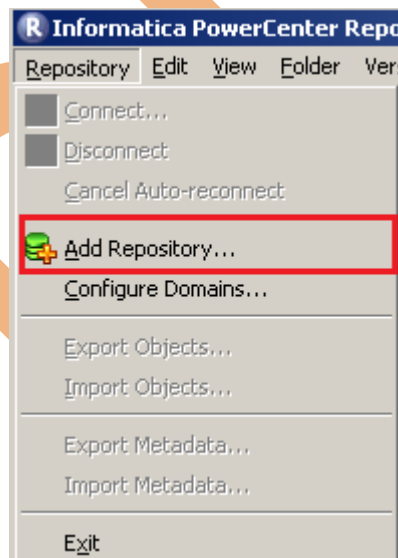 R Informatica PowerCenter Repo
Repository Edit View Folder Ver
Connect...
Disconnect
Cancel Auto-reconnect
Add Repository...
Configure Domains...
Export Objects...
Import Objects...
Export Metadata...
Import Metadata...
Exit